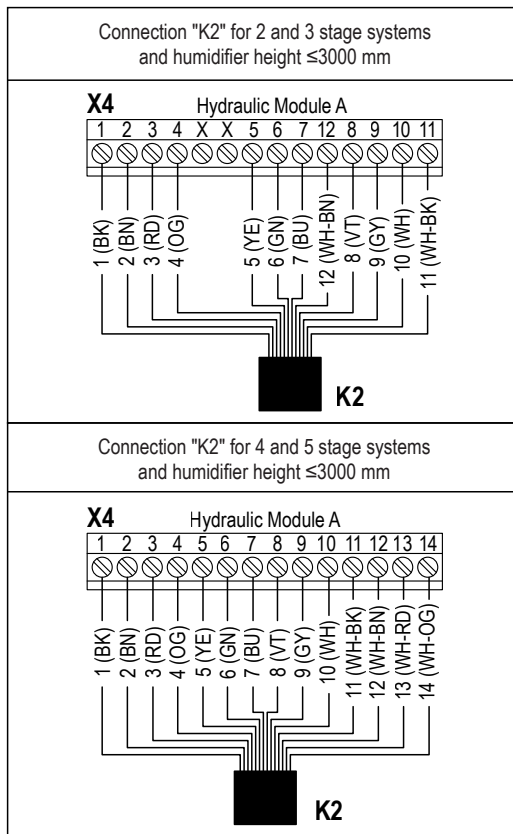 Connection "K2" for 2 and 3 stage systems
and humidifier height ≤3000 mm
X4
Hydraulic Module A
1 2 3 4 X X 5 6 7 12 8 9 10 11
1 (BK)
2 (BN)
3 (RD)
4 (OG)
5 (YE)
6 (GN)
7 (BU)
12 (WH-BN)
8 (VT)
9 (GY)
10 (WH)
11 (WH-BK)
K2
Connection "K2" for 4 and 5 stage systems
and humidifier height ≤3000 mm
X4
Hydraulic Module A
1 2 3 4 5 6 7 8 9 10 11 12 13 14
1 (BK)
2 (BN)
3 (RD)
4 (OG)
5 (YE)
6 (GN)
7 (BU)
8 (VT)
9 (GY)
10 (WH)
11 (WH-BK)
12 (WH-BN)
13 (WH-RD)
14 (WH-OG)
K2